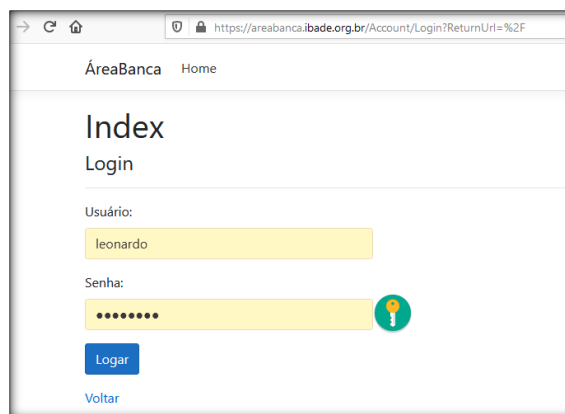 https://areabanca.ibade.org.br/Account/Login?ReturnUrl=%2F
ÁreaBanca Home
Index
Login
Usuário:
leonardo
Senha:
••••••••
Logar
Voltar